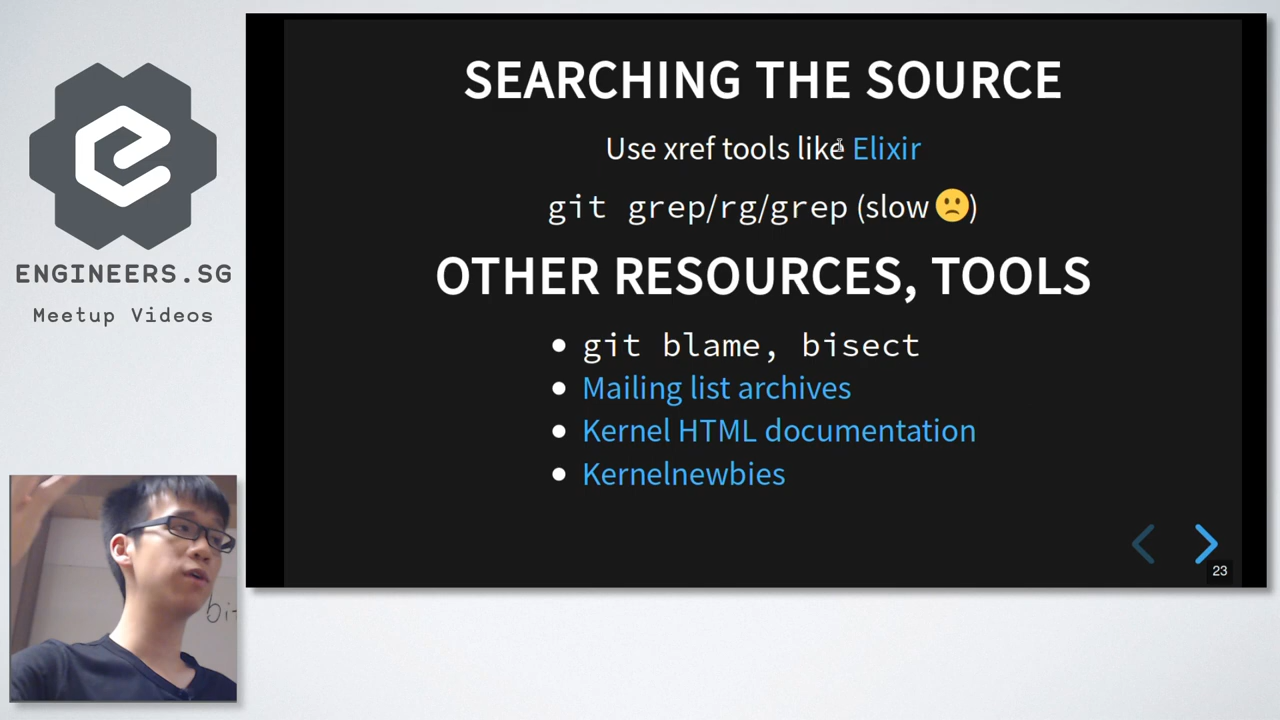 SEARCHING THE SOURCE
Use xref tools like Elixir
git grep/rg/grep (slow 🙁)
OTHER RESOURCES, TOOLS
• git blame, bisect
• Mailing list archives
• Kernel HTML documentation
• Kernelnewbies
23
ENGINEERS.SG
Meetup Videos
bi